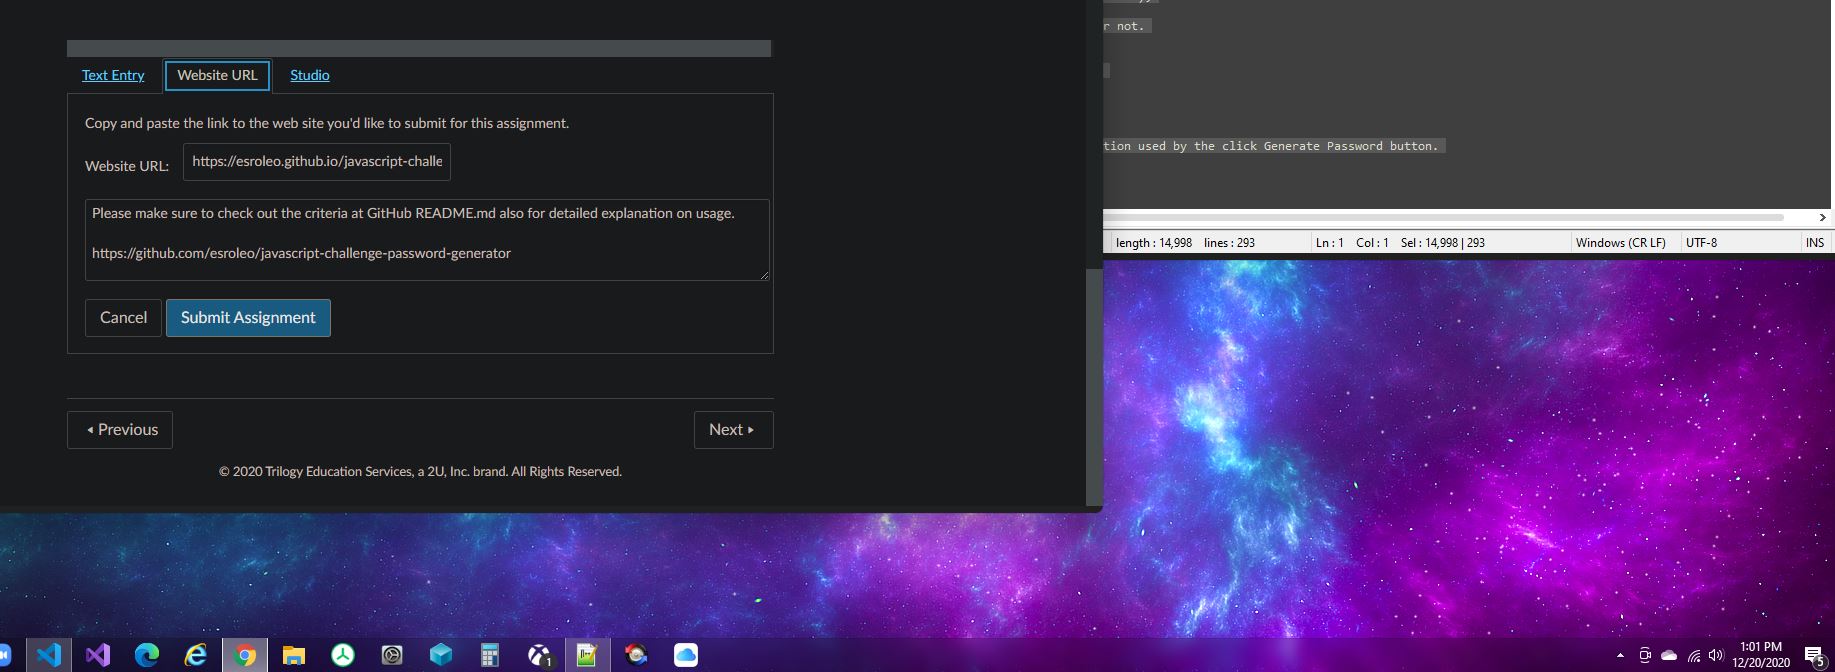 r not.
Text Entry Website URL Studio
Copy and paste the link to the web site you'd like to submit for this assignment.
Website URL: https://esroleo.github.io/javascript-challe
tion used by the click Generate Password button.
Please make sure to check out the criteria at GitHub README.md also for detailed explanation on usage.
https://github.com/esroleo/javascript-challenge-password-generator
length : 14,998 lines : 293 Ln : 1 Col : 1 Sel : 14,998 | 293 Windows (CR LF) UTF-8 INS
Cancel Submit Assignment
Previous Next
© 2020 Trilogy Education Services, a 2U, Inc. brand. All Rights Reserved.
1
1:01 PM
12/20/2020
5